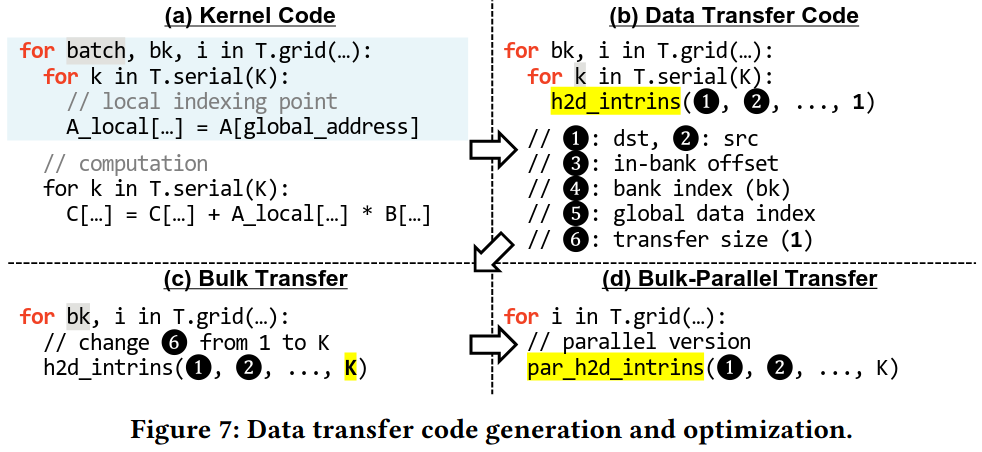 (a) Kernel Code
for batch, bk, i in T.grid(…):
for k in T.serial(K):
// local indexing point
A_local[…] = A[global_address]
// computation
for k in T.serial(K):
C[…] = C[…] + A_local[…] * B[…]
(b) Data Transfer Code
for bk, i in T.grid(…):
for k in T.serial(K):
h2d_intrins(❶, ❷, ..., 1)
// ❶: dst, ❷: src
// ❸: in-bank offset
// ❹: bank index (bk)
// ❺: global data index
// ❻: transfer size (1)
(c) Bulk Transfer
for bk, i in T.grid(…):
// change ❻ from 1 to K
h2d_intrins(❶, ❷, ..., K)
(d) Bulk-Parallel Transfer
for i in T.grid(…):
// parallel version
par_h2d_intrins(❶, ❷, ..., K)
Figure 7: Data transfer code generation and optimization.